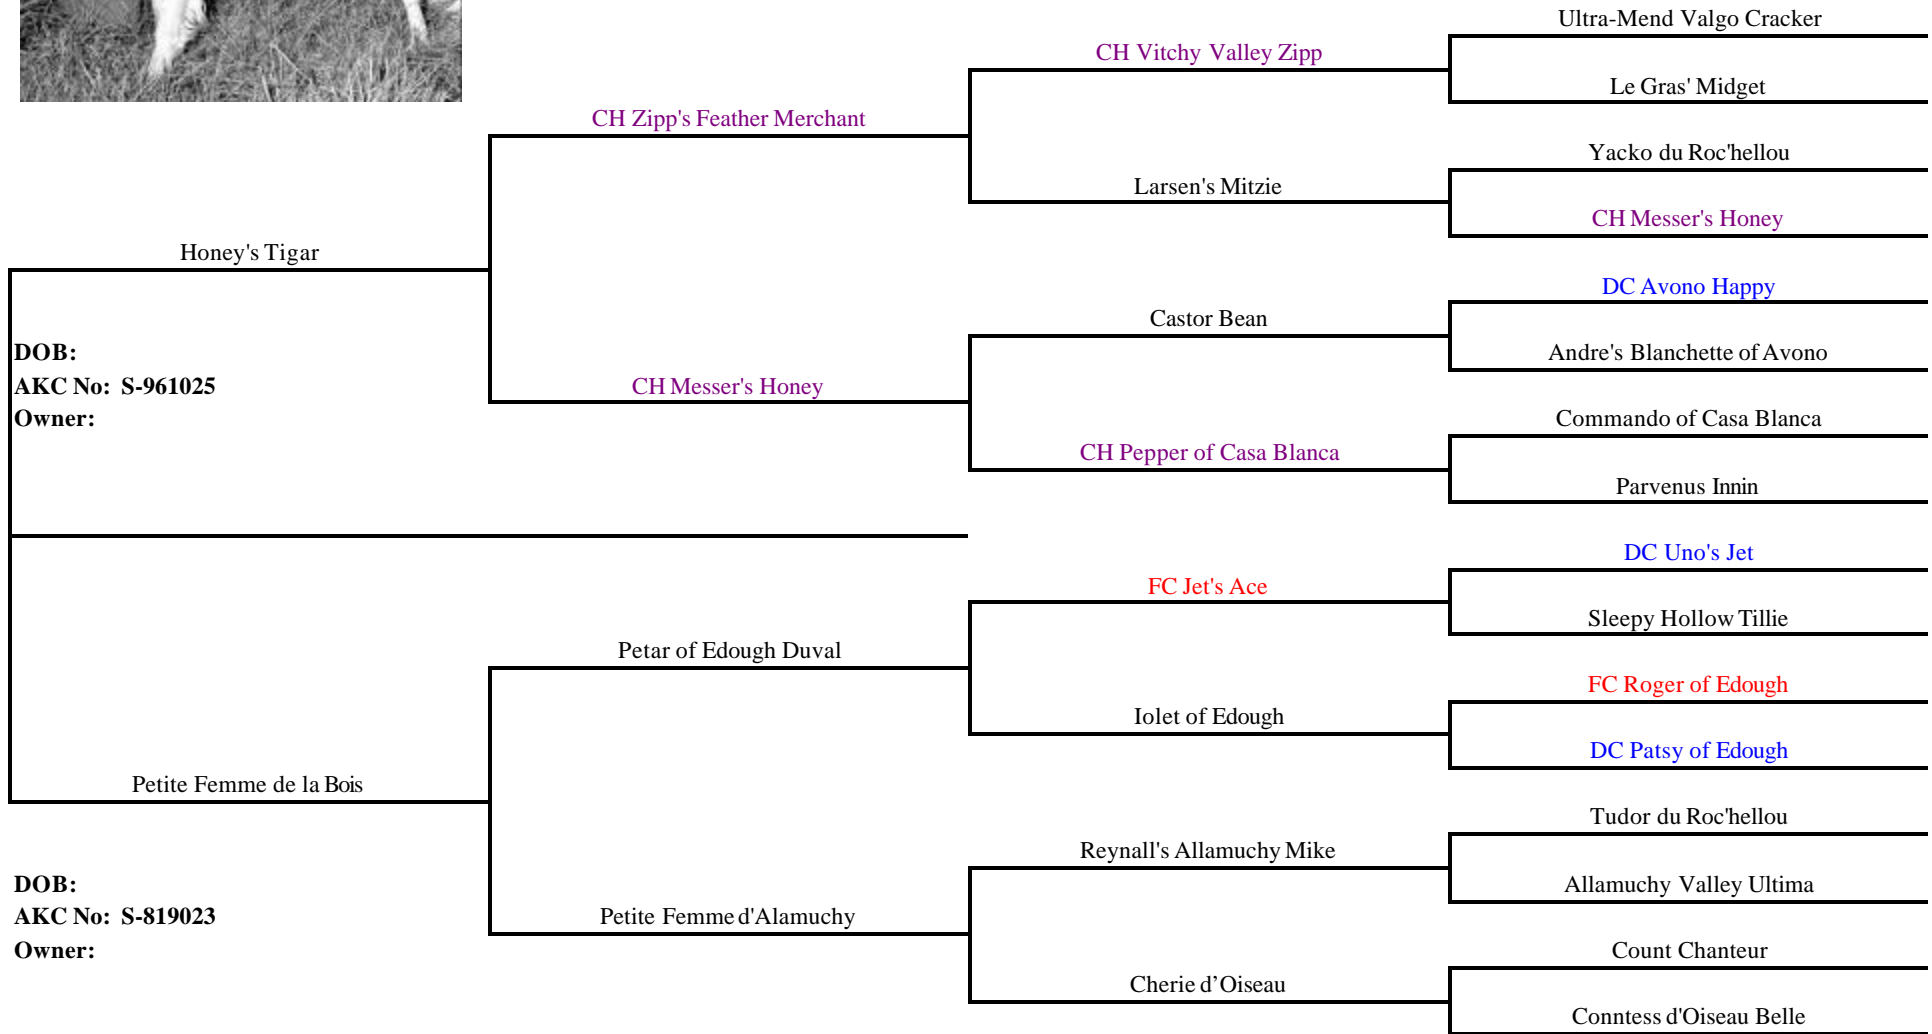 Ultra-Mend Valgo Cracker
CH Vitchy Valley Zipp
Le Gras' Midget
CH Zipp's Feather Merchant
Yacko du Roc'hellou
Larsen's Mitzie
CH Messer's Honey
Honey's Tigar
DC Avono Happy
Castor Bean
DOB:
Andre's Blanchette of Avono
AKC No: S-961025
CH Messer's Honey
Owner:
Commando of Casa Blanca
CH Pepper of Casa Blanca
Parvenus Innin
DC Uno's Jet
FC Jet's Ace
Sleepy Hollow Tillie
Petar of Edough Duval
FC Roger of Edough
Iolet of Edough
DC Patsy of Edough
Petite Femme de la Bois
Tudor du Roc'hellou
Reynall's Allamuchy Mike
DOB:
Allamuchy Valley Ultima
AKC No: S-819023
Petite Femme d'Alamuchy
Owner:
Count Chanteur
Cherie d’Oiseau
Conntess d'Oiseau Belle